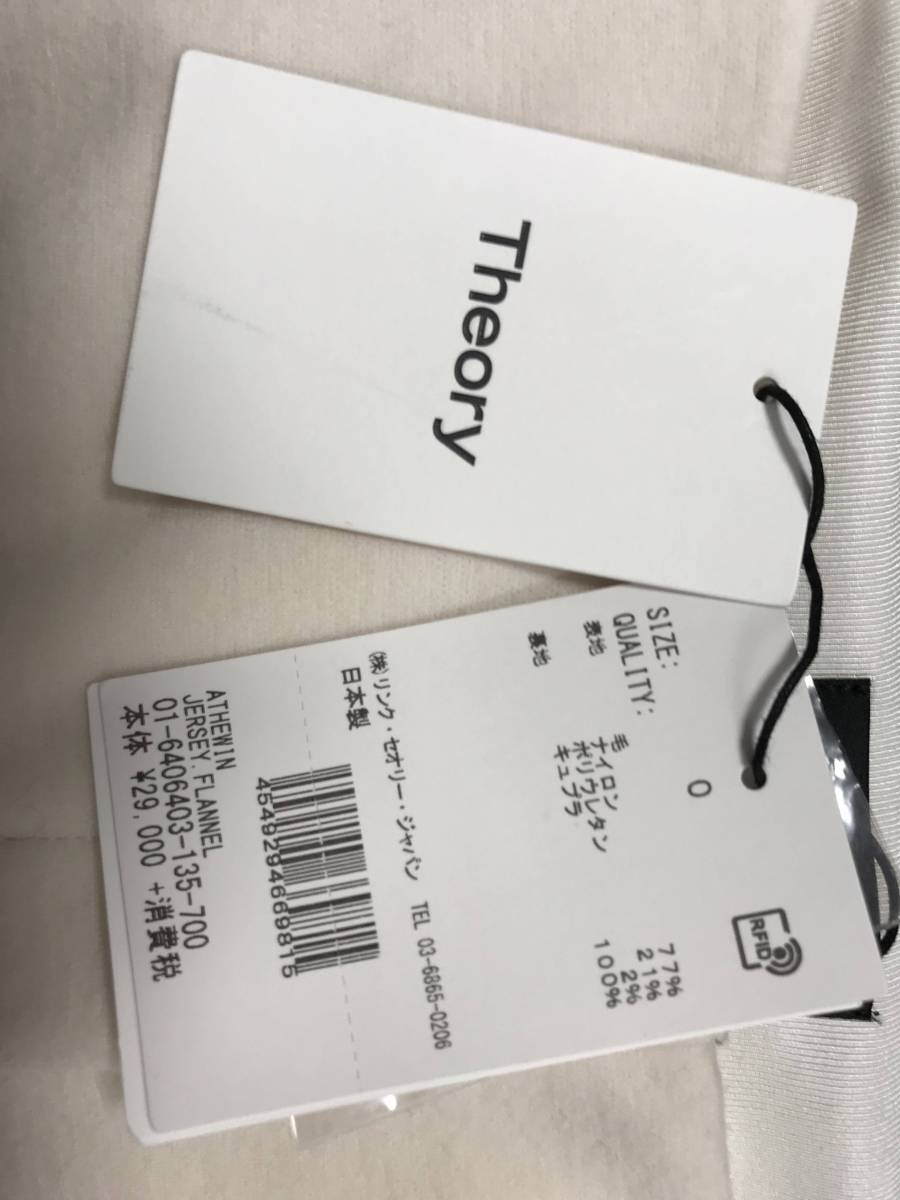 Theory
SIZE: 0
QUALITY:
表地 毛 77%
ナイロン 21%
ポリウレタン 2%
裏地 キュプラ 100%
RFID
㈱リンク・セオリー・ジャパン TEL 03-6865-0206
日本製
4549294669815
ATHEWIN
JERSEY.FLANNEL
01-6406403-135-700
本体 ¥29,000 +消費税